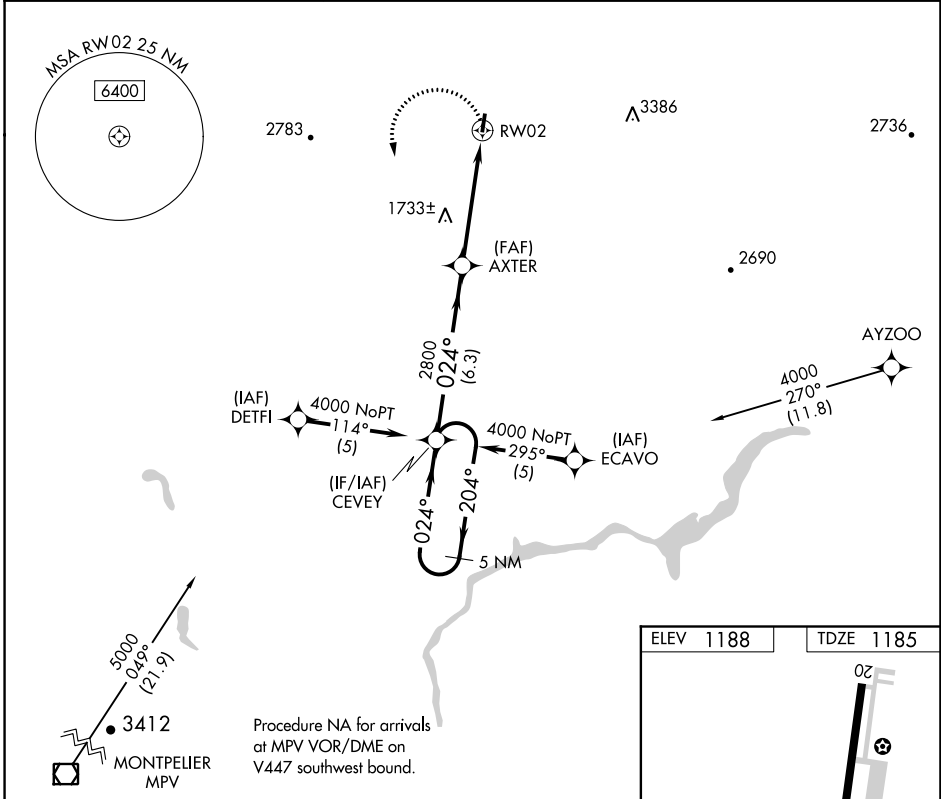 MSA RW02 25 NM
6400
2783
RW02
3386
2736
1733±
(FAF)
AXTER
2690
AYZOO
4000
270°
(11.8)
2800
024°
(6.3)
(IAF)
DETFI
4000 NoPT
114°
(5)
4000 NoPT
295°
(5)
(IAF)
ECAVO
(IF/IAF)
CEVEY
024°
204°
5 NM
5000
049°
(21.9)
3412
MONTPELIER
MPV
Procedure NA for arrivals
at MPV VOR/DME on
V447 southwest bound.
ELEV 1188
TDZE 1185
20